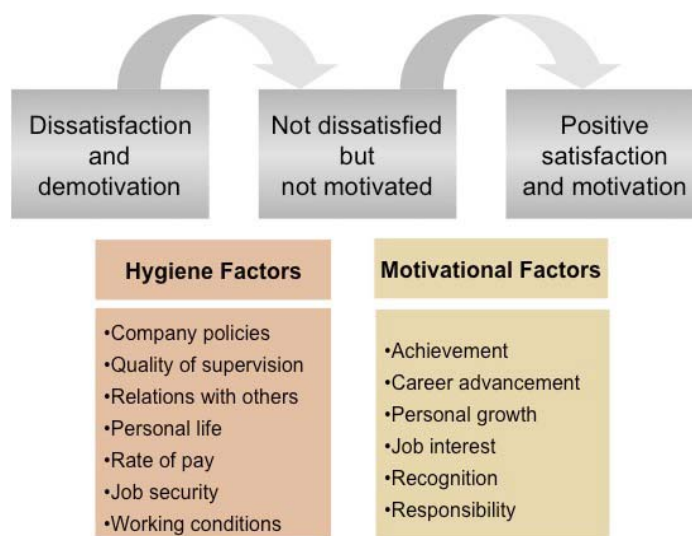 Dissatisfaction
and
demotivation
Not dissatisfied
but
not motivated
Positive
satisfaction
and motivation
Hygiene Factors
•Company policies
•Quality of supervision
•Relations with others
•Personal life
•Rate of pay
•Job security
•Working conditions
Motivational Factors
•Achievement
•Career advancement
•Personal growth
•Job interest
•Recognition
•Responsibility